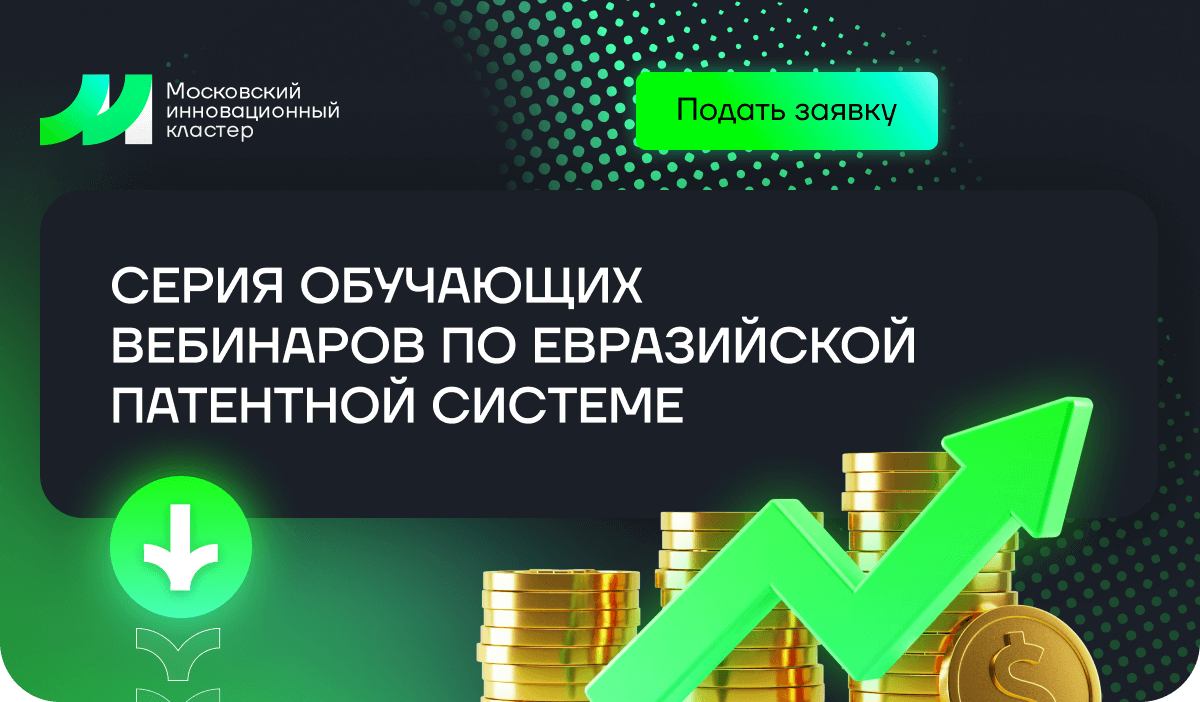 Московский
инновационный
кластер
Подать заявку
СЕРИЯ ОБУЧАЮЩИХ
ВЕБИНАРОВ ПО ЕВРАЗИЙСКОЙ
ПАТЕНТНОЙ СИСТЕМЕ
$